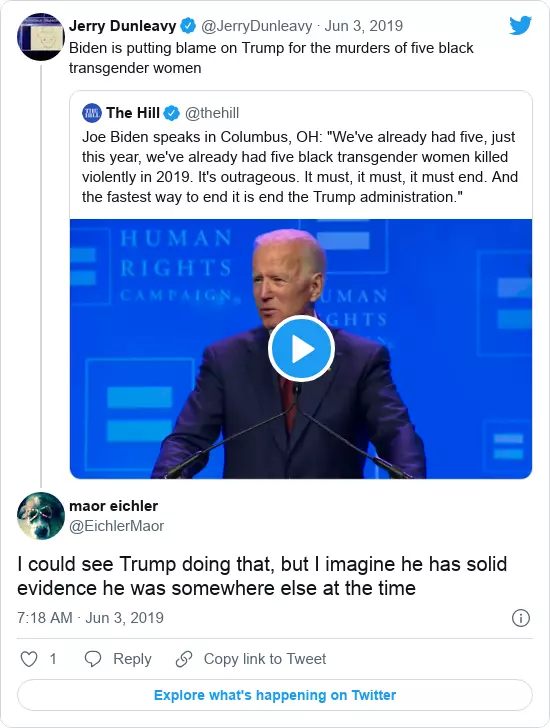 Jerry Dunleavy @JerryDunleavy · Jun 3, 2019
Biden is putting blame on Trump for the murders of five black
transgender women
THE HILL
The Hill @thehill
Joe Biden speaks in Columbus, OH: "We've already had five, just
this year, we've already had five black transgender women killed
violently in 2019. It's outrageous. It must, it must, it must end. And
the fastest way to end it is end the Trump administration."
HUMAN
RIGHTS
CAMPAIGN
UMAN
GHTS
maor eichler
@EichlerMaor
I could see Trump doing that, but I imagine he has solid
evidence he was somewhere else at the time
7:18 AM · Jun 3, 2019
1 Reply Copy link to Tweet
Explore what's happening on Twitter